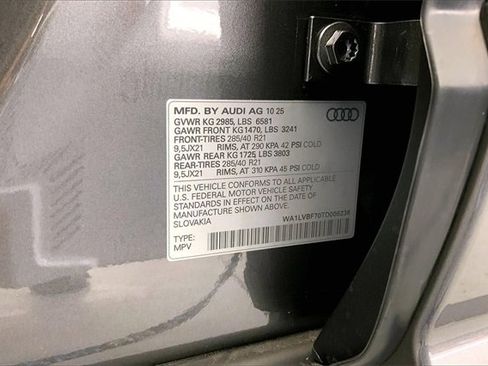 MFD. BY AUDI AG 10 25
GVWR KG 2985, LBS 6581
GAWR FRONT KG1470, LBS 3241
FRONT-TIRES 285/40 R21
9,5JX21 RIMS, AT 290 KPA 42 PSI COLD
GAWR REAR KG 1725, LBS 3803
REAR-TIRES 285/40 R21
9,5JX21 RIMS, AT 310 KPA 45 PSI COLD
THIS VEHICLE CONFORMS TO ALL APPLICABLE
U.S. FEDERAL MOTOR VEHICLE SAFETY
STANDARDS IN EFFECT ON THE DATE OF
MANUFACTURE SHOWN ABOVE.
SLOVAKIA
WA1LVBF70TD006238
TYPE:
MPV